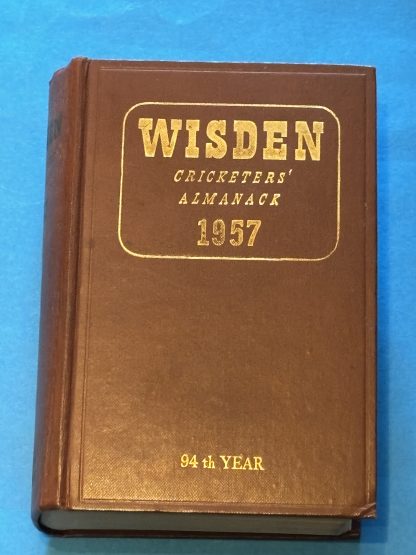 WISDEN
CRICKETERS'
ALMANACK
1957
94 th YEAR